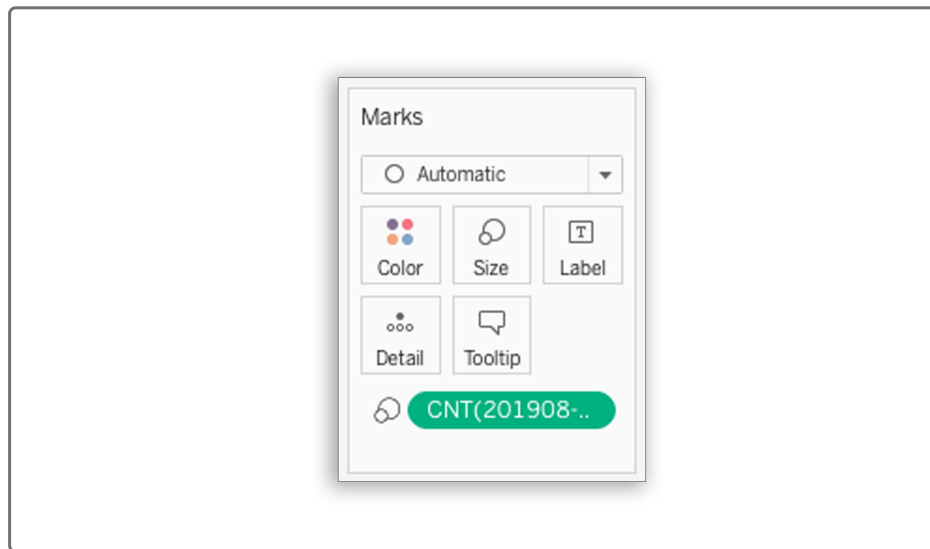 Marks
Automatic
Color Size Label
Detail Tooltip
CNT(201908-..